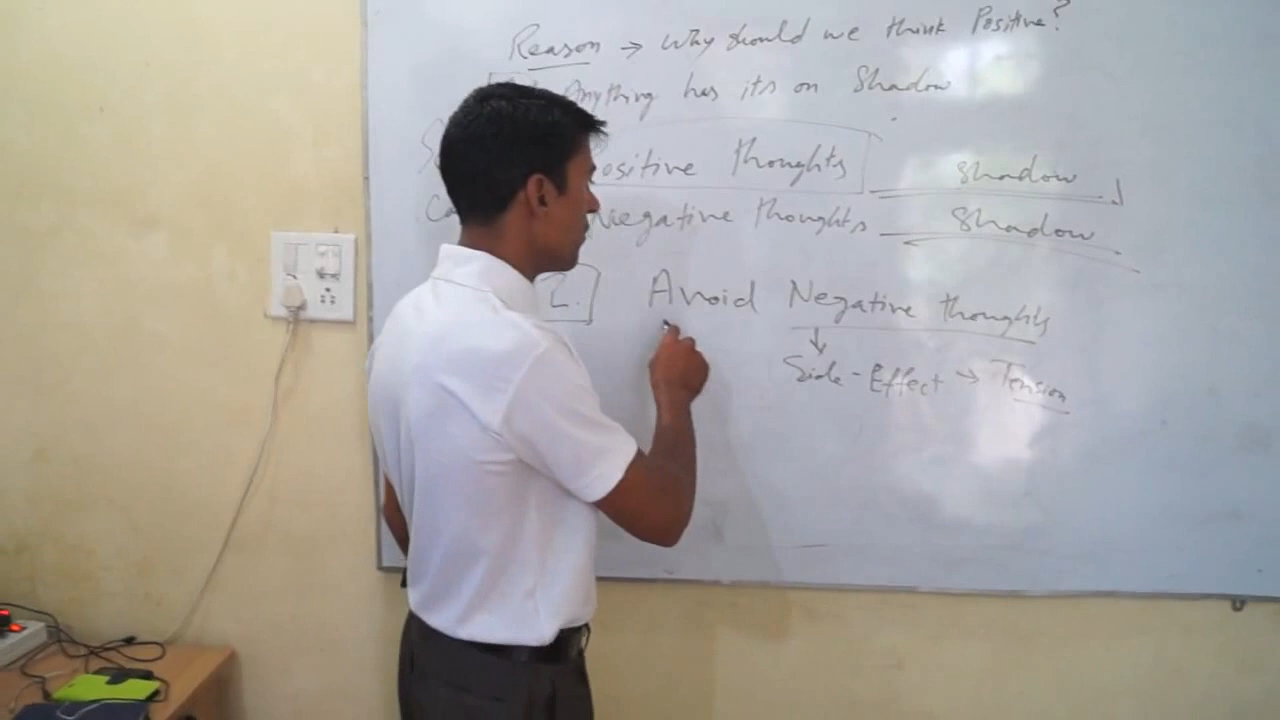 Reason → Why should we think Positive?
Anything has its on Shadow
ositive thoughts shadow
Negative thoughts Shadow
2. Avoid Negative thoughts
↓
Side-Effect → Tension